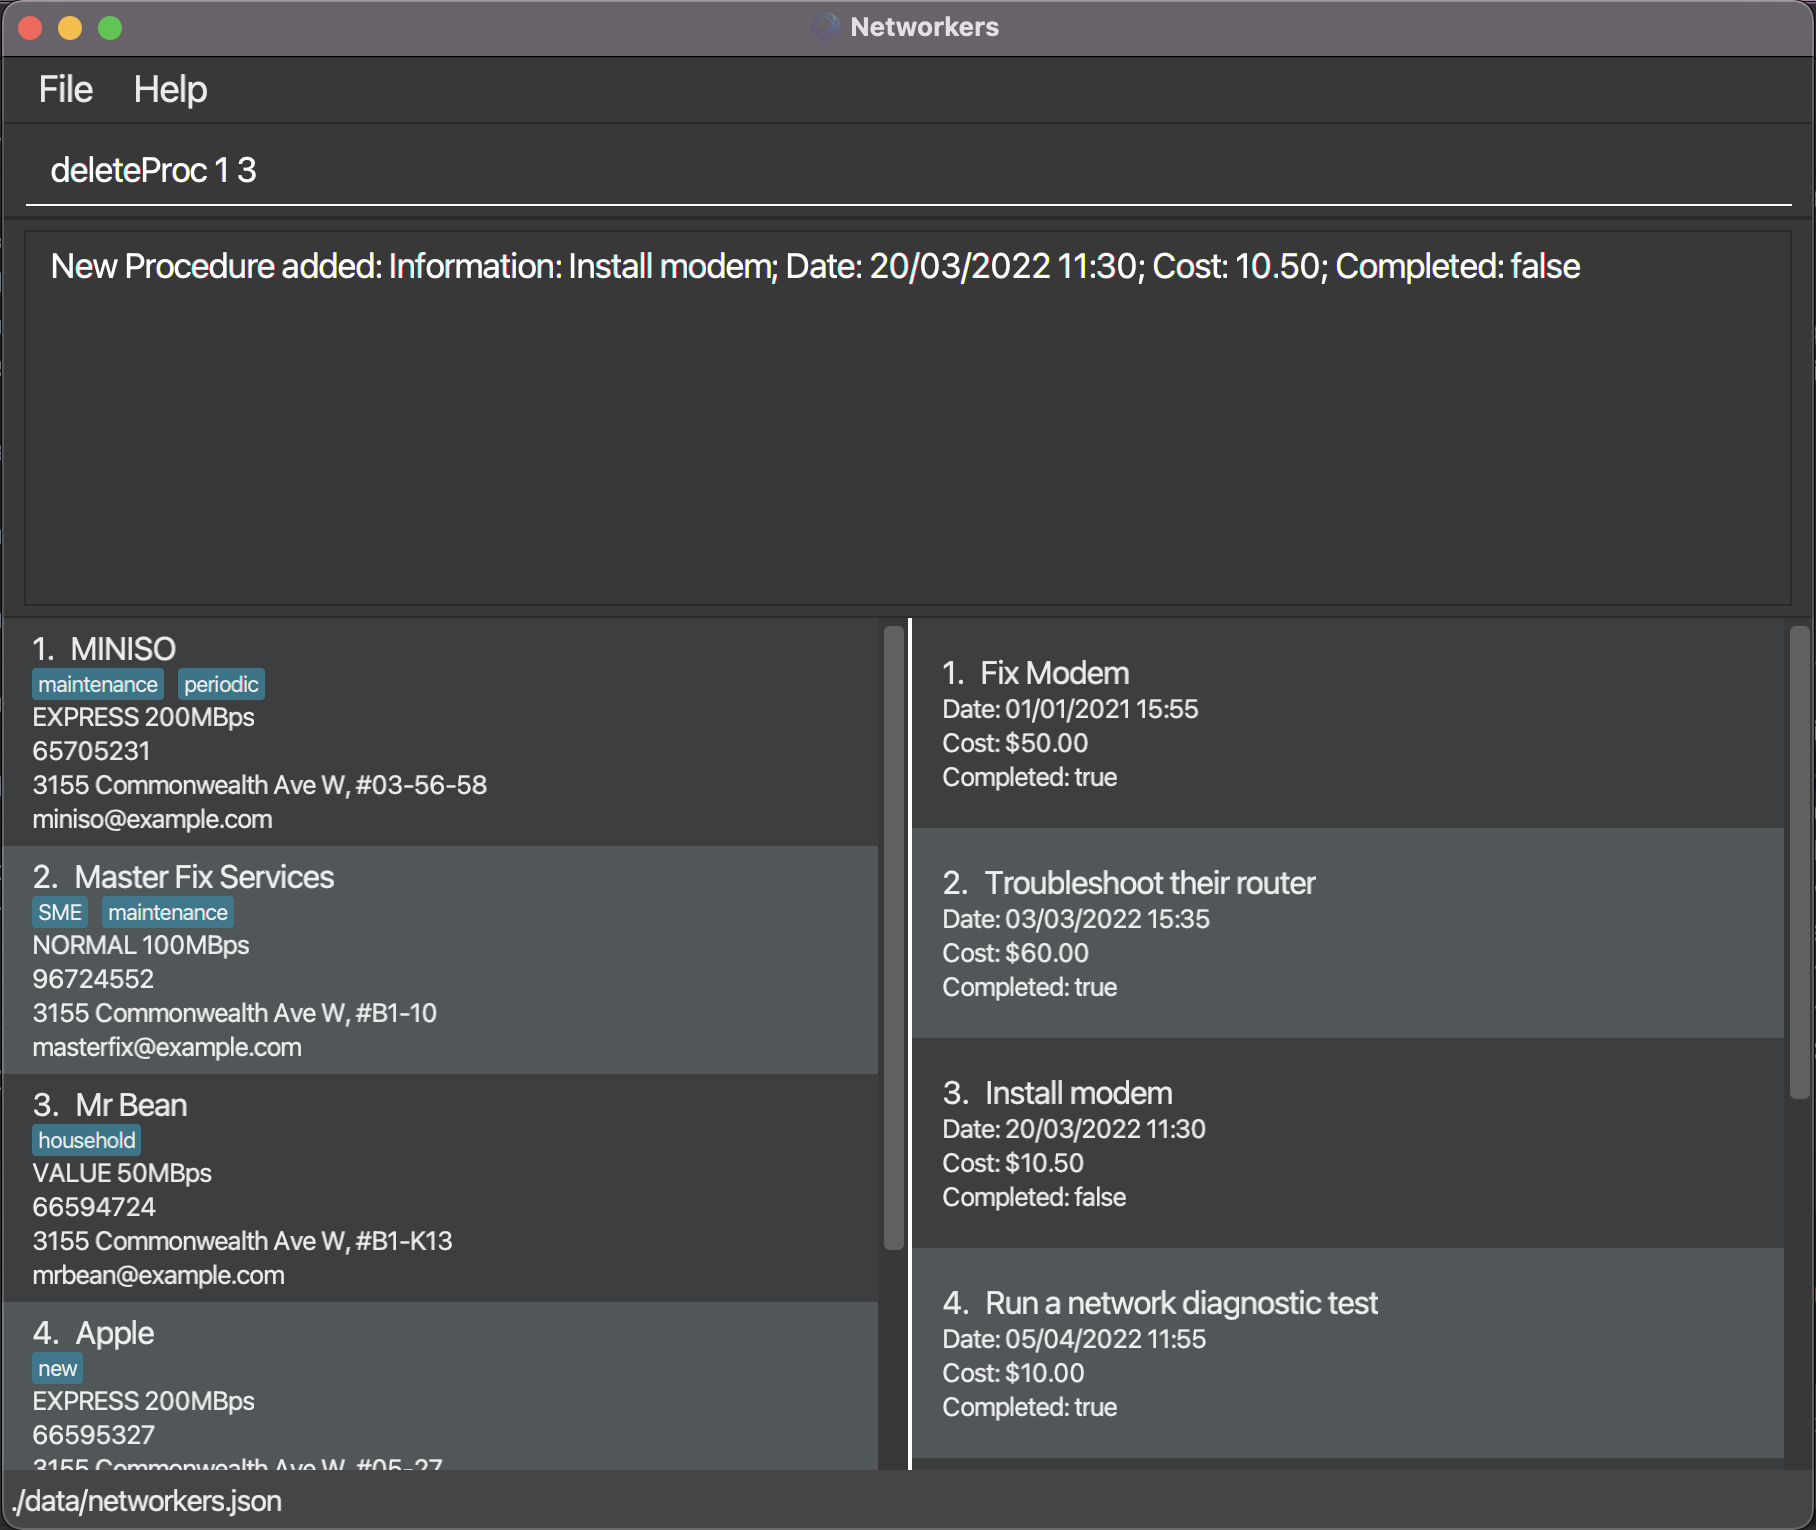 Networkers
File Help
deleteProc 1 3
New Procedure added: Information: Install modem; Date: 20/03/2022 11:30; Cost: 10.50; Completed: false
1. MINISO
maintenance periodic
EXPRESS 200MBps
65705231
3155 Commonwealth Ave W, #03-56-58
miniso@example.com
2. Master Fix Services
SME maintenance
NORMAL 100MBps
96724552
3155 Commonwealth Ave W, #B1-10
masterfix@example.com
3. Mr Bean
household
VALUE 50MBps
66594724
3155 Commonwealth Ave W, #B1-K13
mrbean@example.com
4. Apple
new
EXPRESS 200MBps
66595327
3155 Commonwealth Ave W, #05-27
1. Fix Modem
Date: 01/01/2021 15:55
Cost: $50.00
Completed: true
2. Troubleshoot their router
Date: 03/03/2022 15:35
Cost: $60.00
Completed: true
3. Install modem
Date: 20/03/2022 11:30
Cost: $10.50
Completed: false
4. Run a network diagnostic test
Date: 05/04/2022 11:55
Cost: $10.00
Completed: true
./data/networkers.json